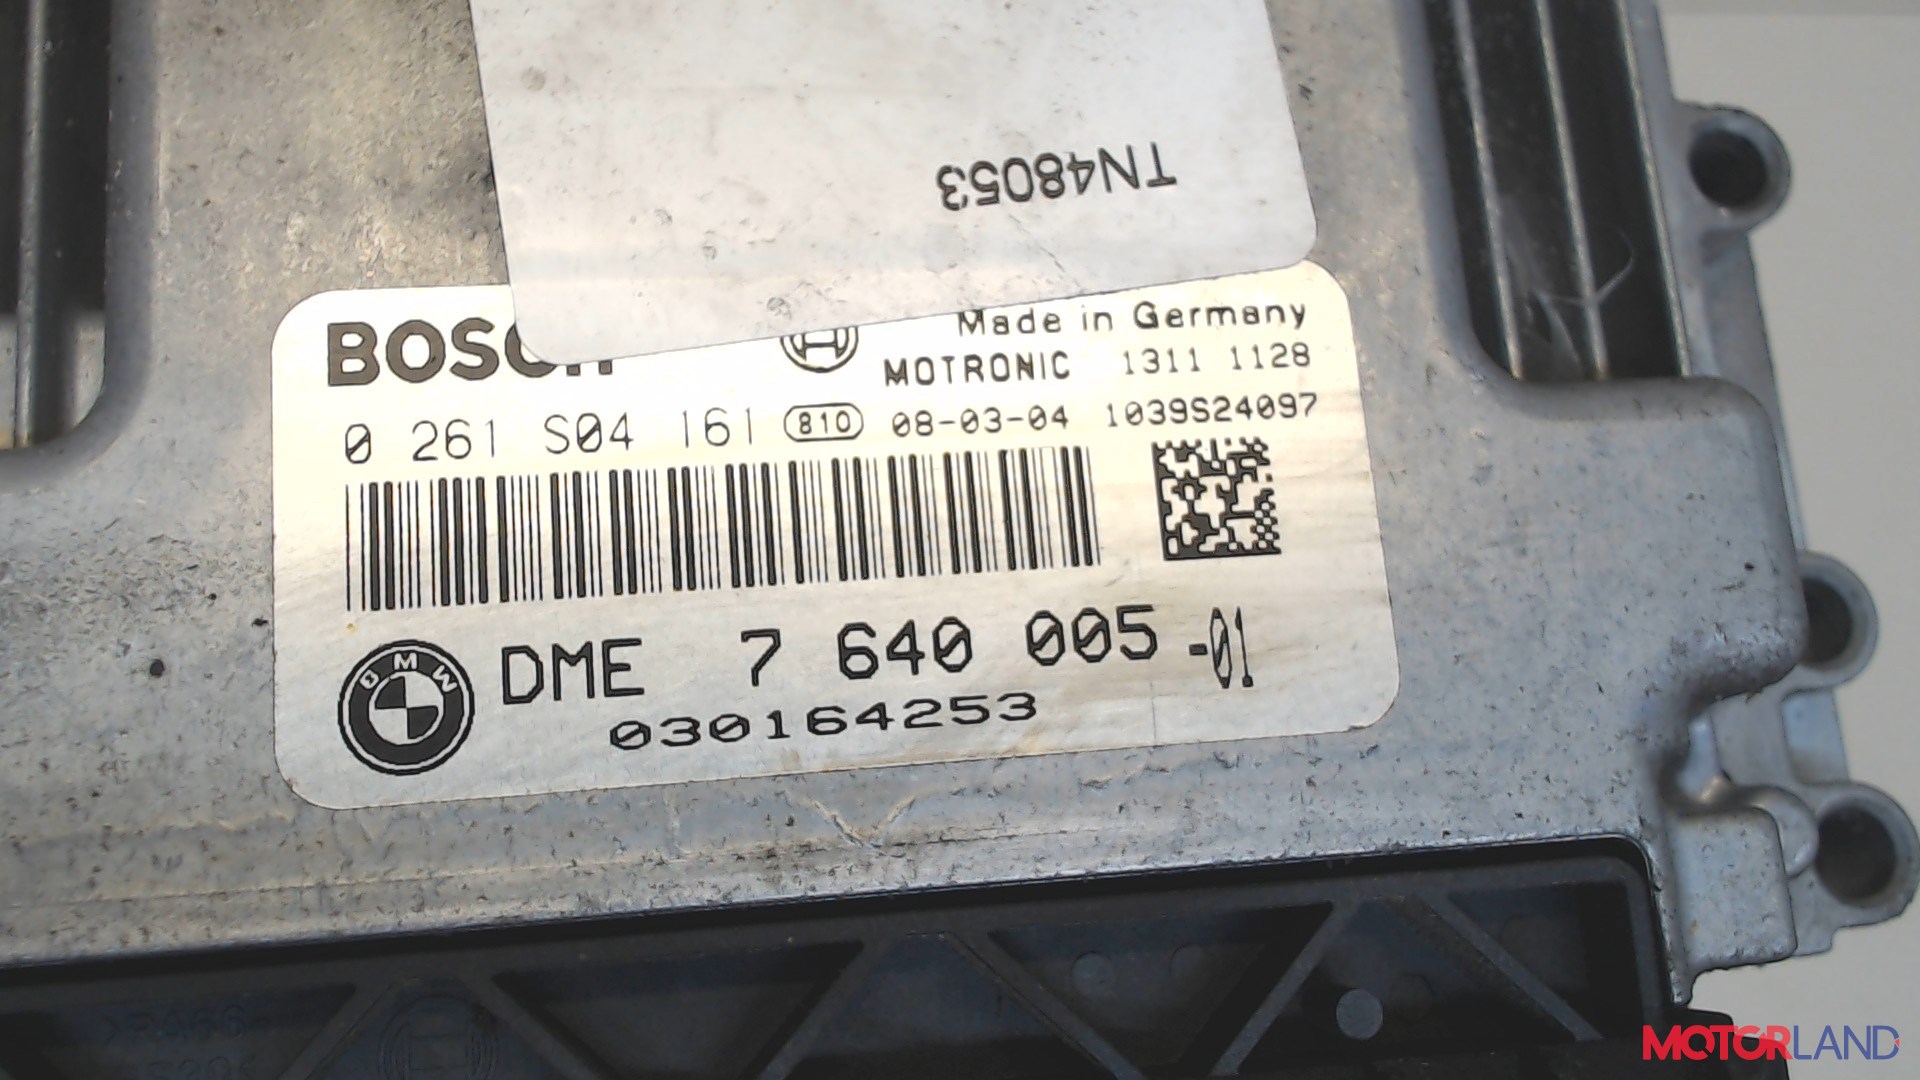 TN48053
BOSCH
Made in Germany
MOTRONIC 1311 1128
0 261 S04 161 810 08-03-04 1039S24097
BMW DME 7 640 005 -01
030164253
MOTORLAND